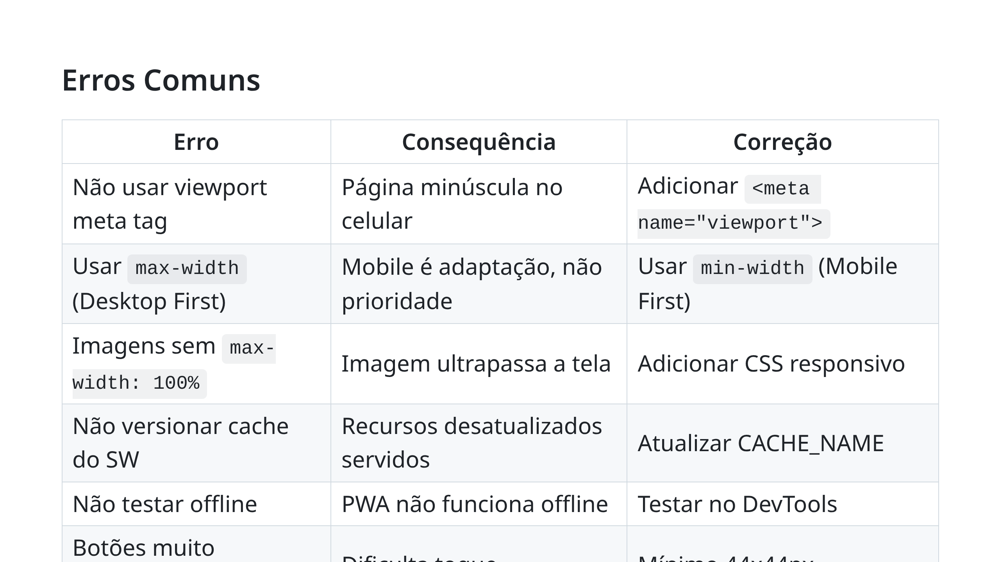 Erros Comuns
Erro
Consequência
Correção
Não usar viewport
meta tag
Página minúscula no
celular
Adicionar <meta
name="viewport">
Usar max-width
(Desktop First)
Mobile é adaptação, não
prioridade
Usar min-width (Mobile
First)
Imagens sem max-
width: 100%
Imagem ultrapassa a tela
Adicionar CSS responsivo
Não versionar cache
do SW
Recursos desatualizados
servidos
Atualizar CACHE_NAME
Não testar offline
PWA não funciona offline
Testar no DevTools
Botões muito
Dificulta toque
Mínimo 44x44px